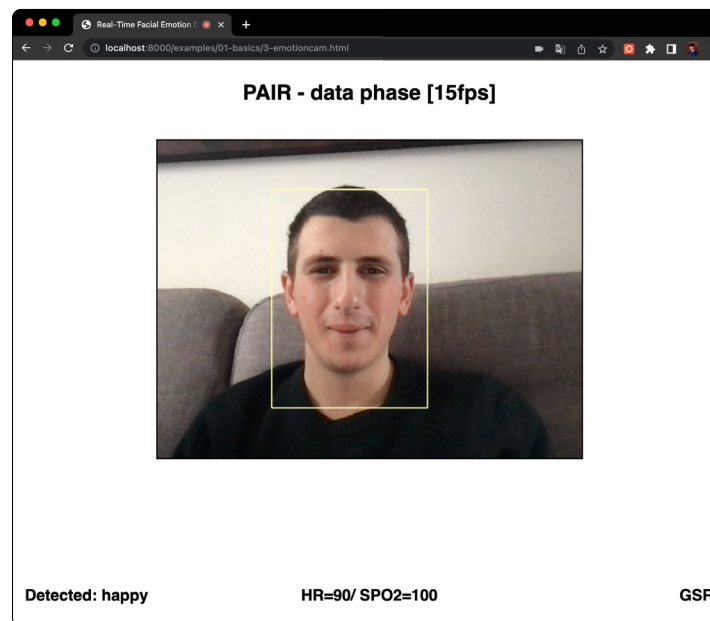 Real-Time Facial Emotion D
localhost:8000/examples/01-basics/3-emotioncam.html
PAIR - data phase [15fps]
Detected: happy
HR=90/ SPO2=100
GSR